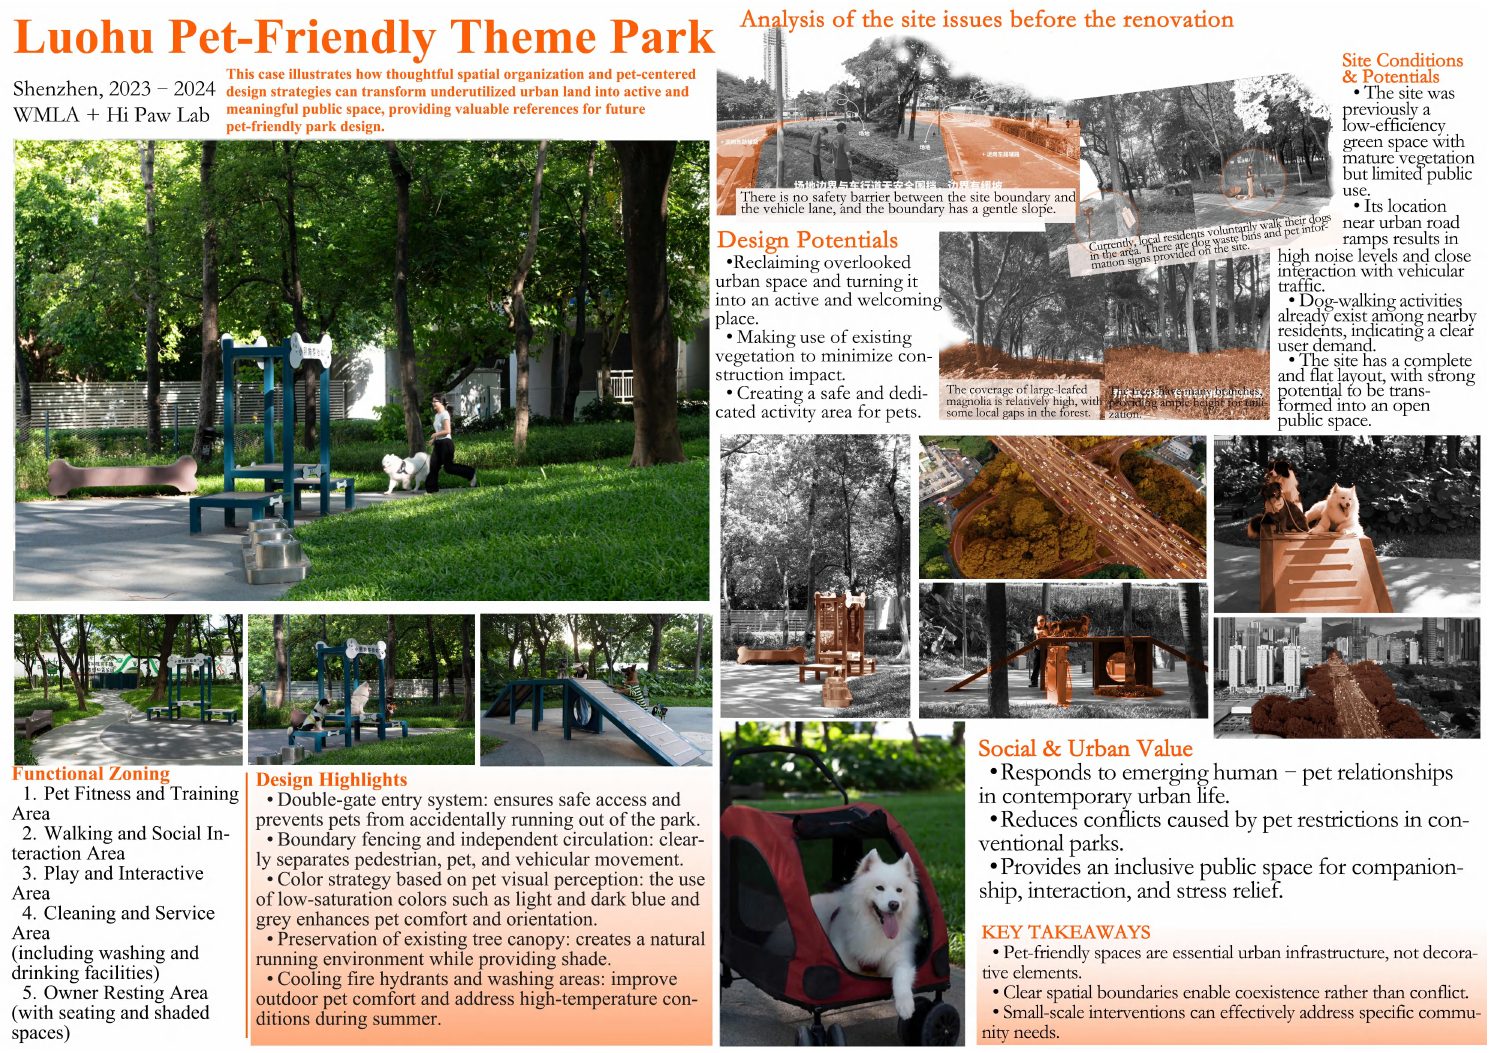 Luohu Pet-Friendly Theme Park
Shenzhen, 2023 – 2024
WMLA + Hi Paw Lab
This case illustrates how thoughtful spatial organization and pet-centered
design strategies can transform underutilized urban land into active and
meaningful public space, providing valuable references for future
pet-friendly park design.
Functional Zoning
1. Pet Fitness and Training
Area
2. Walking and Social In-
teraction Area
3. Play and Interactive
Area
4. Cleaning and Service
Area
(including washing and
drinking facilities)
5. Owner Resting Area
(with seating and shaded
spaces)
Design Highlights
• Double-gate entry system: ensures safe access and
prevents pets from accidentally running out of the park.
• Boundary fencing and independent circulation: clear-
ly separates pedestrian, pet, and vehicular movement.
• Color strategy based on pet visual perception: the use
of low-saturation colors such as light and dark blue and
grey enhances pet comfort and orientation.
• Preservation of existing tree canopy: creates a natural
running environment while providing shade.
• Cooling fire hydrants and washing areas: improve
outdoor pet comfort and address high-temperature con-
ditions during summer.
Analysis of the site issues before the renovation
场地
场地
There is no safety barrier between the site boundary and
the vehicle lane, and the boundary has a gentle slope.
Currently, local residents voluntarily walk their dogs
in the area. There are dog waste bins and pet infor-
mation signs provided on the site.
The coverage of large-leafed
magnolia is relatively high, with
some local gaps in the forest.
zation.
Design Potentials
•Reclaiming overlooked
urban space and turning it
into an active and welcoming
place.
• Making use of existing
vegetation to minimize con-
struction impact.
• Creating a safe and dedi-
cated activity area for pets.
Site Conditions
& Potentials
• The site was
previously a
low-efficiency
green space with
mature vegetation
but limited public
use.
• Its location
near urban road
ramps results in
high noise levels and close
interaction with vehicular
traffic.
• Dog-walking activities
already exist among nearby
residents, indicating a clear
user demand.
• The site has a complete
and flat layout, with strong
potential to be trans-
formed into an open
public space.
Social & Urban Value
•Responds to emerging human – pet relationships
in contemporary urban life.
•Reduces conflicts caused by pet restrictions in con-
ventional parks.
•Provides an inclusive public space for companion-
ship, interaction, and stress relief.
KEY TAKEAWAYS
• Pet-friendly spaces are essential urban infrastructure, not decora-
tive elements.
• Clear spatial boundaries enable coexistence rather than conflict.
• Small-scale interventions can effectively address specific commu-
nity needs.